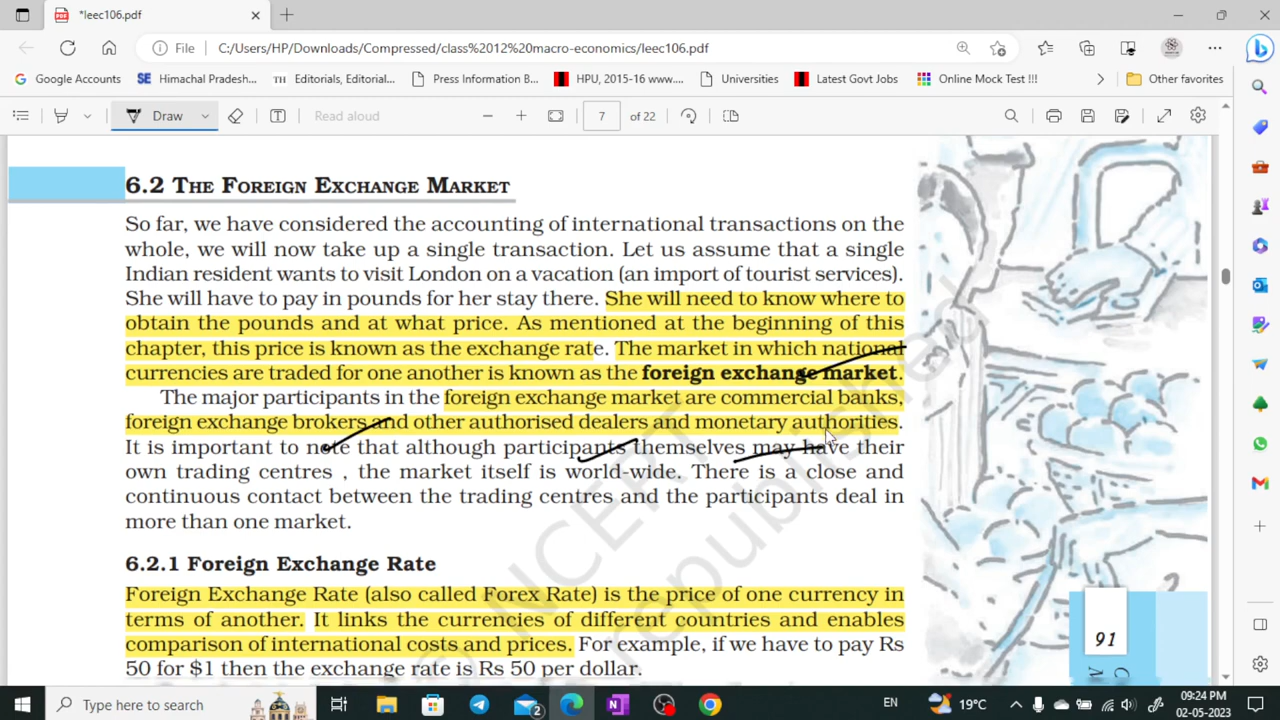 *leec106.pdf
File
C:/Users/HP/Downloads/Compressed/class%2012%20macro-economics/leec106.pdf
Google Accounts
SE Himachal Pradesh...
TH Editorials, Editorial...
Press Information B...
HPU, 2015-16 www....
Universities
Latest Govt Jobs
Online Mock Test !!!
Other favorites
Draw
Read aloud
7 of 22
6.2 THE FOREIGN EXCHANGE MARKET
So far, we have considered the accounting of international transactions on the
whole, we will now take up a single transaction. Let us assume that a single
Indian resident wants to visit London on a vacation (an import of tourist services).
She will have to pay in pounds for her stay there. She will need to know where to
obtain the pounds and at what price. As mentioned at the beginning of this
chapter, this price is known as the exchange rate. The market in which national
currencies are traded for one another is known as the foreign exchange market.
The major participants in the foreign exchange market are commercial banks,
foreign exchange brokers and other authorised dealers and monetary authorities.
It is important to note that although participants themselves may have their
own trading centres , the market itself is world-wide. There is a close and
continuous contact between the trading centres and the participants deal in
more than one market.
6.2.1 Foreign Exchange Rate
Foreign Exchange Rate (also called Forex Rate) is the price of one currency in
terms of another. It links the currencies of different countries and enables
comparison of international costs and prices. For example, if we have to pay Rs
50 for $1 then the exchange rate is Rs 50 per dollar.
© NCERT
republished
91
Type here to search
2
EN
19°C
09:24 PM
02-05-2023